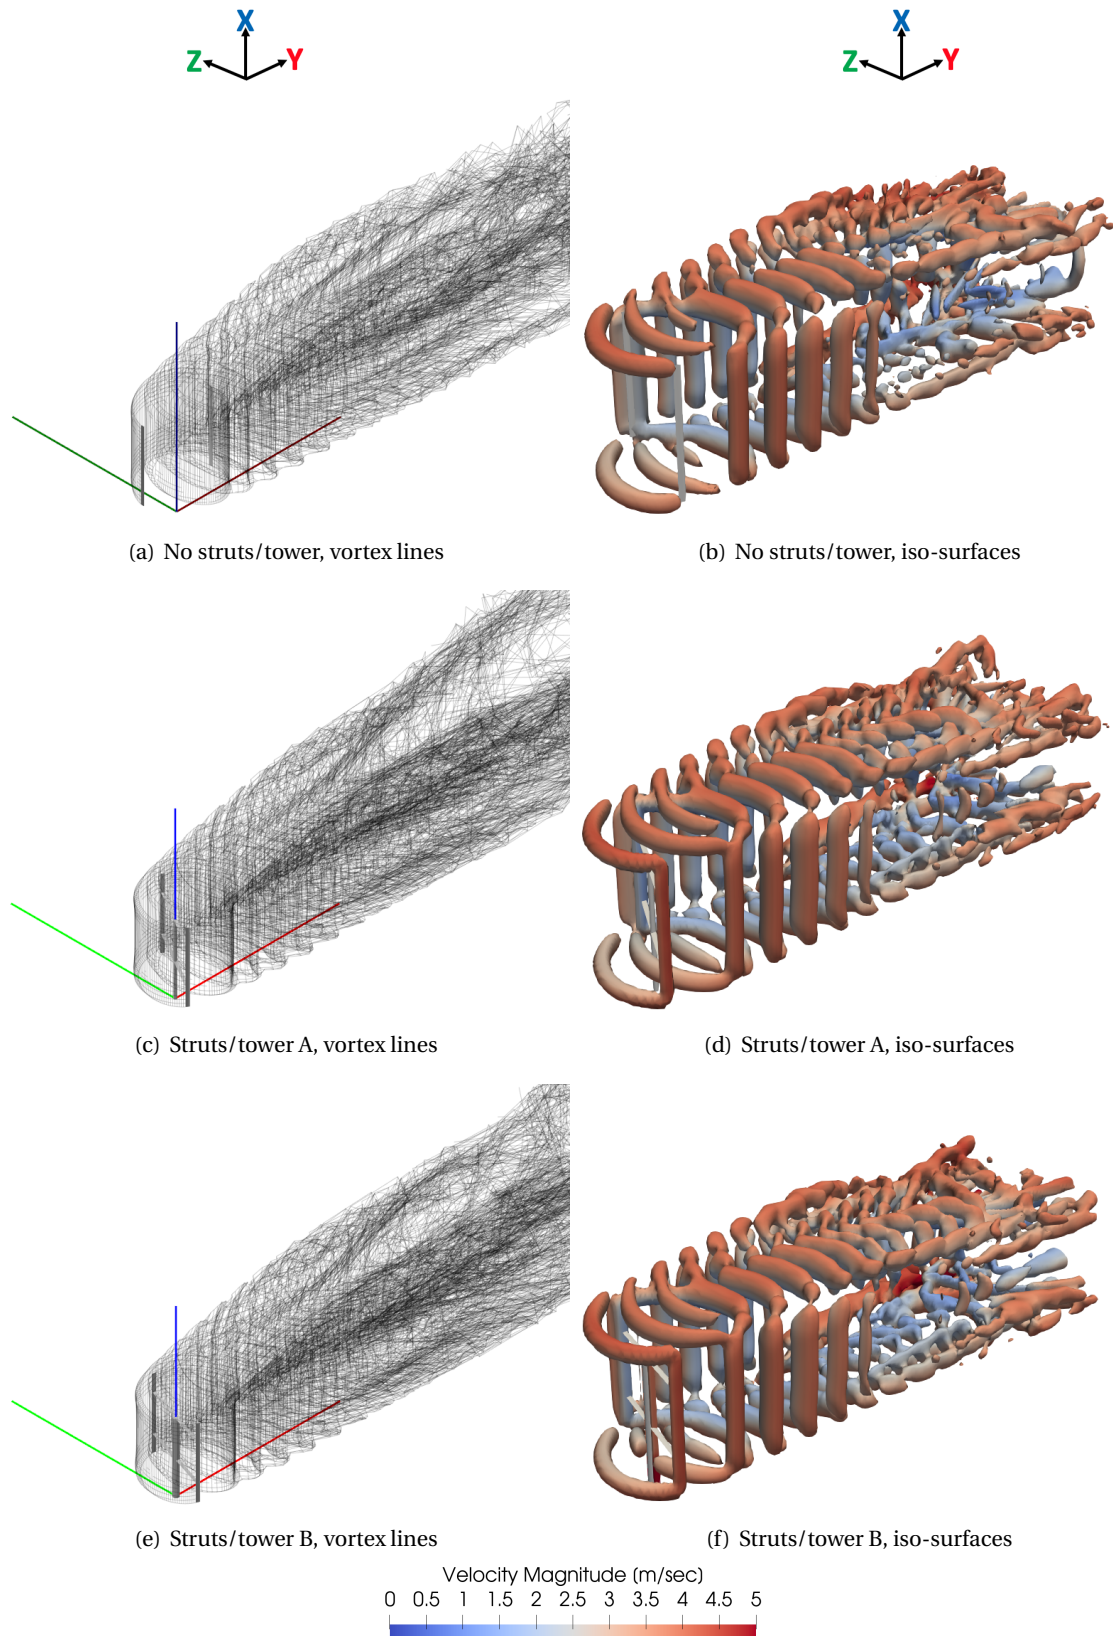 X
Z Y
X
Z Y
(a) No struts/tower, vortex lines
(b) No struts/tower, iso-surfaces
(c) Struts/tower A, vortex lines
(d) Struts/tower A, iso-surfaces
(e) Struts/tower B, vortex lines
(f) Struts/tower B, iso-surfaces
Velocity Magnitude (m/sec)
0 0.5 1 1.5 2 2.5 3 3.5 4 4.5 5